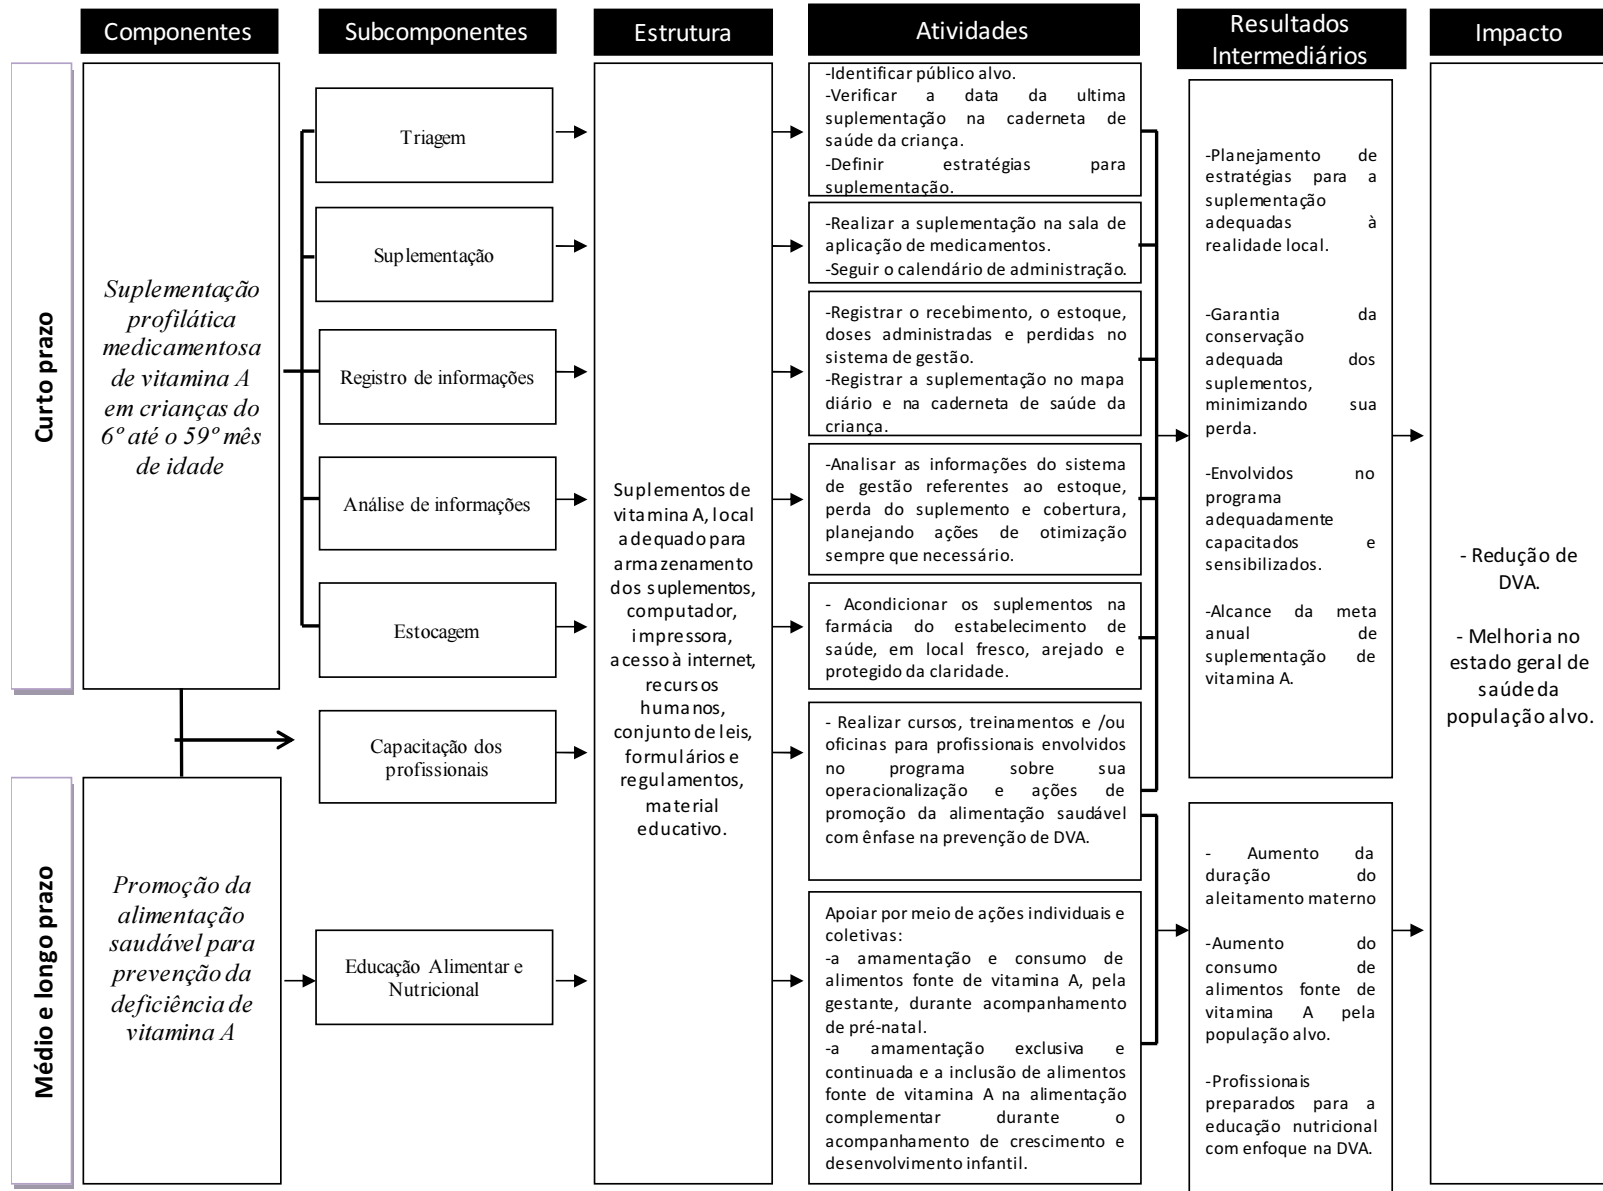 Componentes
Subcomponentes
Estrutura
Atividades
Resultados
Intermediários
Impacto
Curto prazo
Suplementação
profilática
medicamentosa
de vitamina A
em crianças do
6º até o 59º mês
de idade
Triagem
Suplementação
Registro de informações
Análise de informações
Estocagem
Capacitação dos
profissionais
Médio e longo prazo
Promoção da
alimentação
saudável para
prevenção da
deficiência de
vitamina A
Educação Alimentar e
Nutricional
Suplementos de
vitamina A, local
adequado para
armazenamento
dos suplementos,
computador,
impressora,
acesso à internet,
recursos
humanos,
conjunto de leis,
formulários e
regulamentos,
material
educativo.
-Identificar público alvo.
-Verificar a data da ultima
suplementação na caderneta de
saúde da criança.
-Definir estratégias para
suplementação.
-Realizar a suplementação na sala de
aplicação de medicamentos.
-Seguir o calendário de administração.
-Registrar o recebimento, o estoque,
doses administradas e perdidas no
sistema de gestão.
-Registrar a suplementação no mapa
diário e na caderneta de saúde da
criança.
-Analisar as informações do sistema
de gestão referentes ao estoque,
perda do suplemento e cobertura,
planejando ações de otimização
sempre que necessário.
- Acondicionar os suplementos na
farmácia do estabelecimento de
saúde, em local fresco, arejado e
protegido da claridade.
- Realizar cursos, treinamentos e /ou
oficinas para profissionais envolvidos
no programa sobre sua
operacionalização e ações de
promoção da alimentação saudável
com ênfase na prevenção de DVA.
Apoiar por meio de ações individuais e
coletivas:
-a amamentação e consumo de
alimentos fonte de vitamina A, pela
gestante, durante acompanhamento
de pré-natal.
-a amamentação exclusiva e
continuada e a inclusão de alimentos
fonte de vitamina A na alimentação
complementar durante o
acompanhamento de crescimento e
desenvolvimento infantil.
-Planejamento de
estratégias para a
suplementação
adequadas à
realidade local.
-Garantia da
conservação
adequada dos
suplementos,
minimizando sua
perda.
-Envolvidos no
programa
adequadamente
capacitados e
sensibilizados.
-Alcance da meta
anual de
suplementação de
vitamina A.
- Aumento da
duração do
aleitamento materno
-Aumento do
consumo de
alimentos fonte de
vitamina A pela
população alvo.
-Profissionais
preparados para a
educação nutricional
com enfoque na DVA.
- Redução de
DVA.
- Melhoria no
estado geral de
saúde da
população alvo.